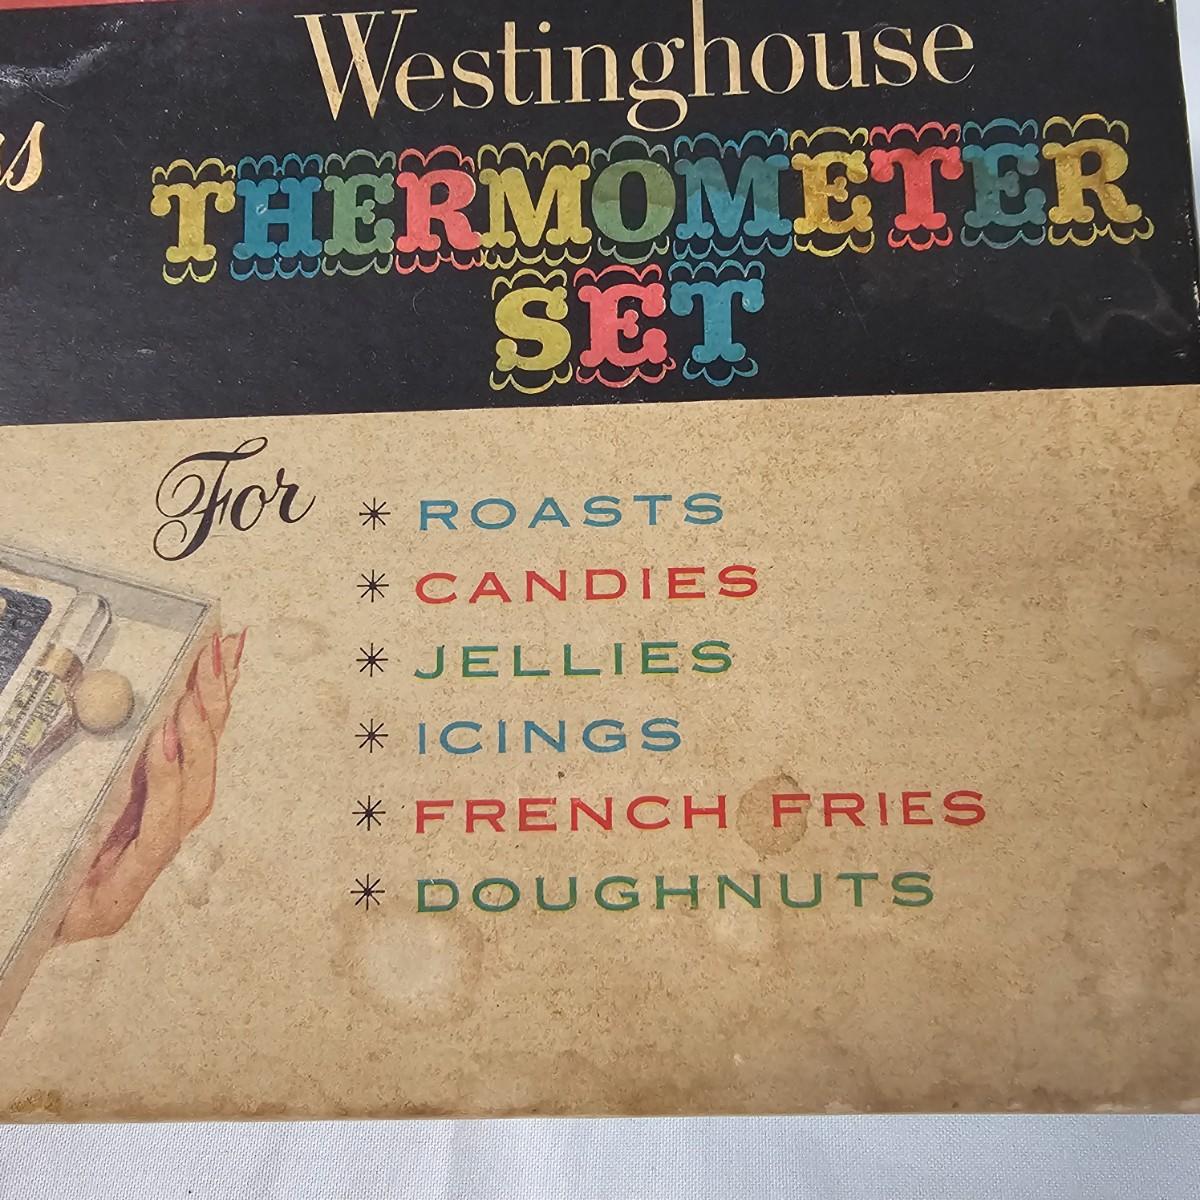 Westinghouse
THERMOMETER
SET
For
* ROASTS
* CANDIES
* JELLIES
* ICINGS
* FRENCH FRIES
* DOUGHNUTS